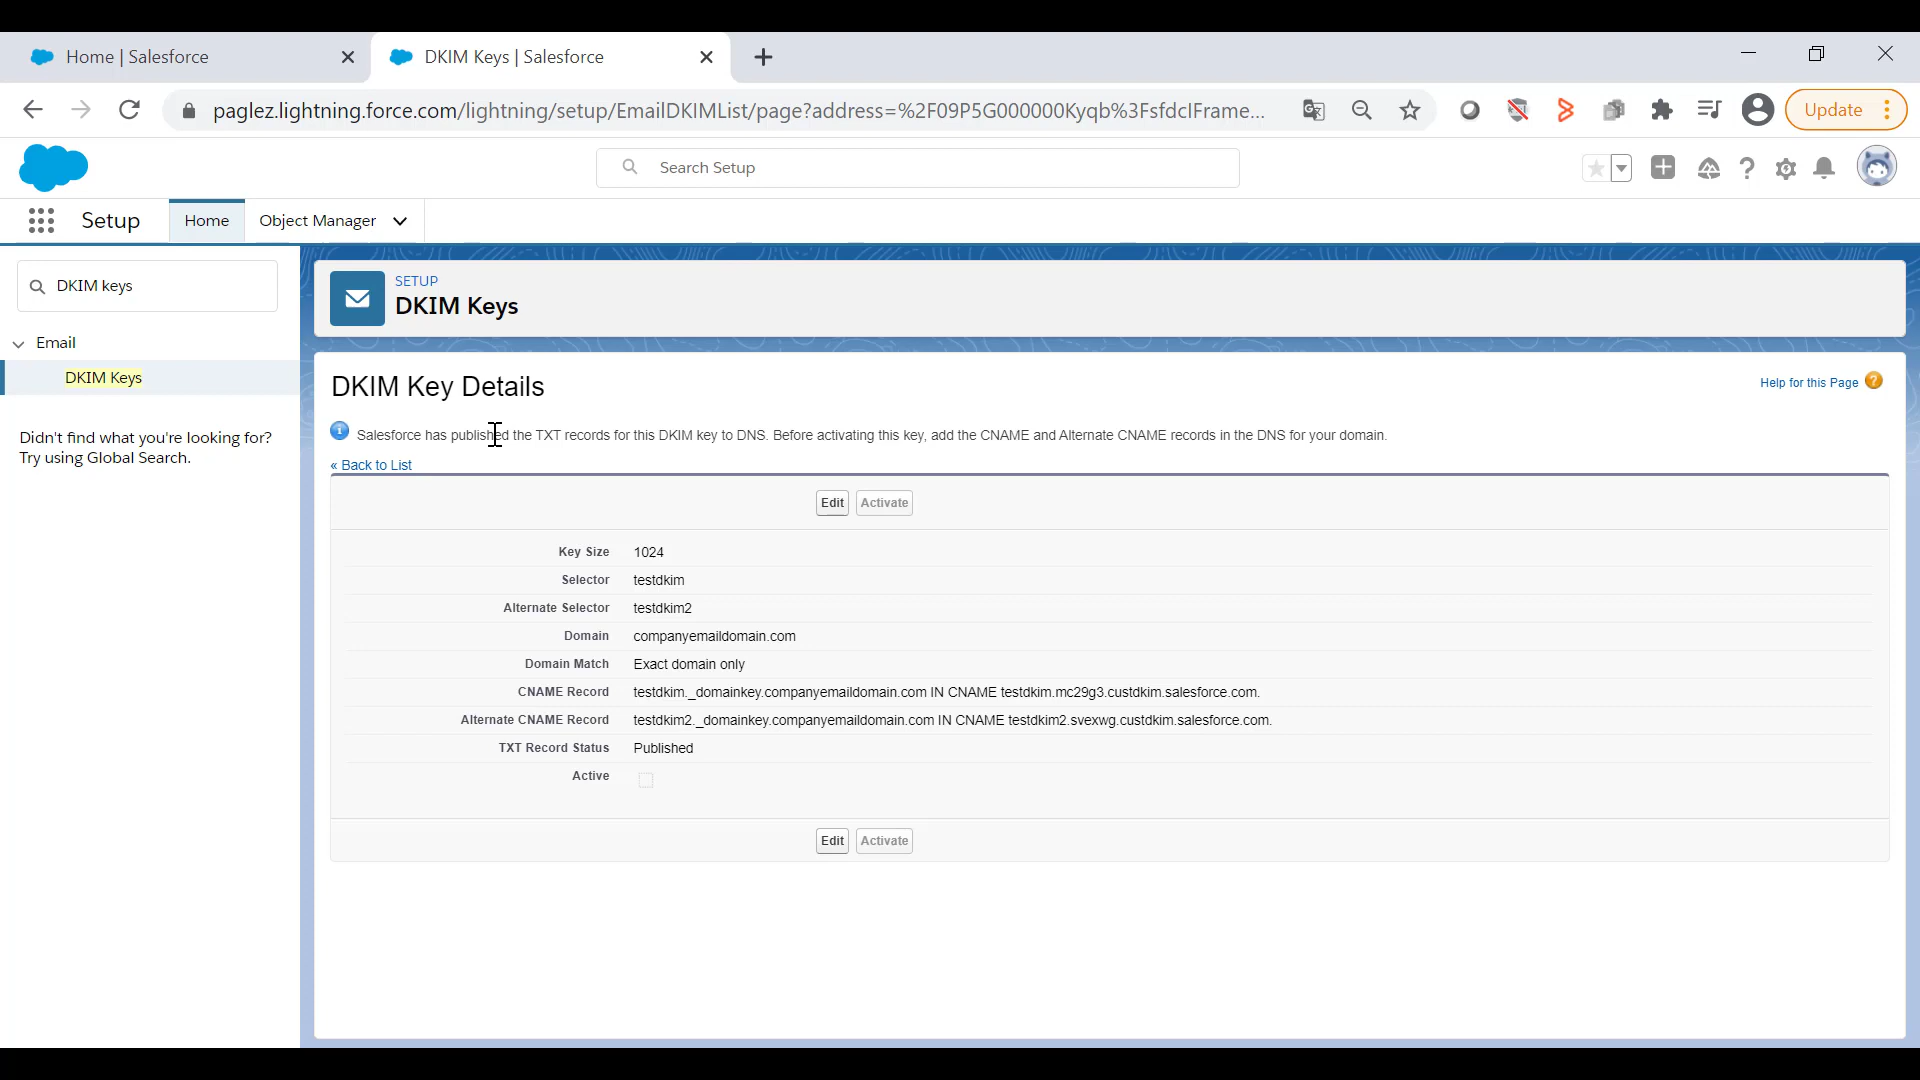 Home | Salesforce
DKIM Keys | Salesforce
paglez.lightning.force.com/lightning/setup/EmailDKIMList/page?address=%2F09P5G000000Kyqb%3FsfdcIFrame...
Update
Search Setup
Setup
Home
Object Manager
DKIM keys
Email
DKIM Keys
Didn't find what you're looking for?
Try using Global Search.
SETUP
DKIM Keys
DKIM Key Details
Help for this Page
Salesforce has published the TXT records for this DKIM key to DNS. Before activating this key, add the CNAME and Alternate CNAME records in the DNS for your domain.
« Back to List
Edit Activate
Key Size 1024
Selector testdkim
Alternate Selector testdkim2
Domain companyemaildomain.com
Domain Match Exact domain only
CNAME Record testdkim._domainkey.companyemaildomain.com IN CNAME testdkim.mc29g3.custdkim.salesforce.com.
Alternate CNAME Record testdkim2._domainkey.companyemaildomain.com IN CNAME testdkim2.svexwg.custdkim.salesforce.com.
TXT Record Status Published
Active
Edit Activate